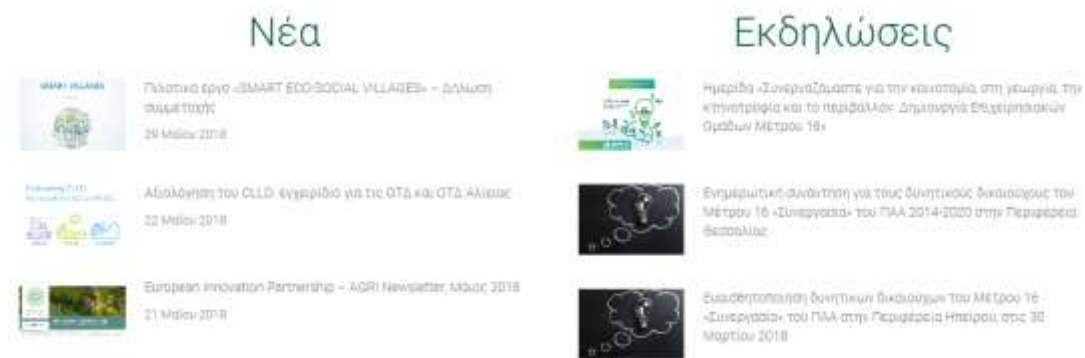 Νέα
SMART VILLAGES
Πιλοτικό έργο «SMART ECO-SOCIAL VILLAGES» – Δήλωση
συμμετοχής
29 Μαΐου 2018
Evaluating CLLD
Αξιολόγηση του CLLD: εγχειρίδιο για τις ΟΤΔ και ΟΤΔ Αλιείας
22 Μαΐου 2018
European Innovation Partnership – AGRI Newsletter, Μάιος 2018
21 Μαΐου 2018
Εκδηλώσεις
Ημερίδα «Συνεργαζόμαστε για την καινοτομία, στη γεωργία, την
κτηνοτροφία και το περιβάλλον: Δημιουργία Επιχειρησιακών
Ομάδων Μέτρου 16»
Ενημερωτική συνάντηση για τους δυνητικούς δικαιούχους του
Μέτρου 16 «Συνεργασία» του ΠΑΑ 2014-2020 στην Περιφέρεια
Θεσσαλίας
Ευαισθητοποίηση δυνητικών δικαιούχων του Μέτρου 16
«Συνεργασία» του ΠΑΑ στην Περιφέρεια Ηπείρου, στις 30
Μαρτίου 2018